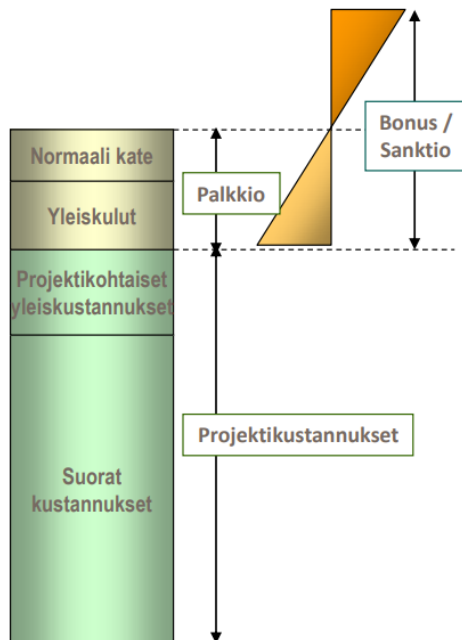 Normaali kate
Yleiskulut
Projektikohtaiset
yleiskustannukset
Suorat
kustannukset
Palkkio
Projektikustannukset
Bonus /
Sanktio